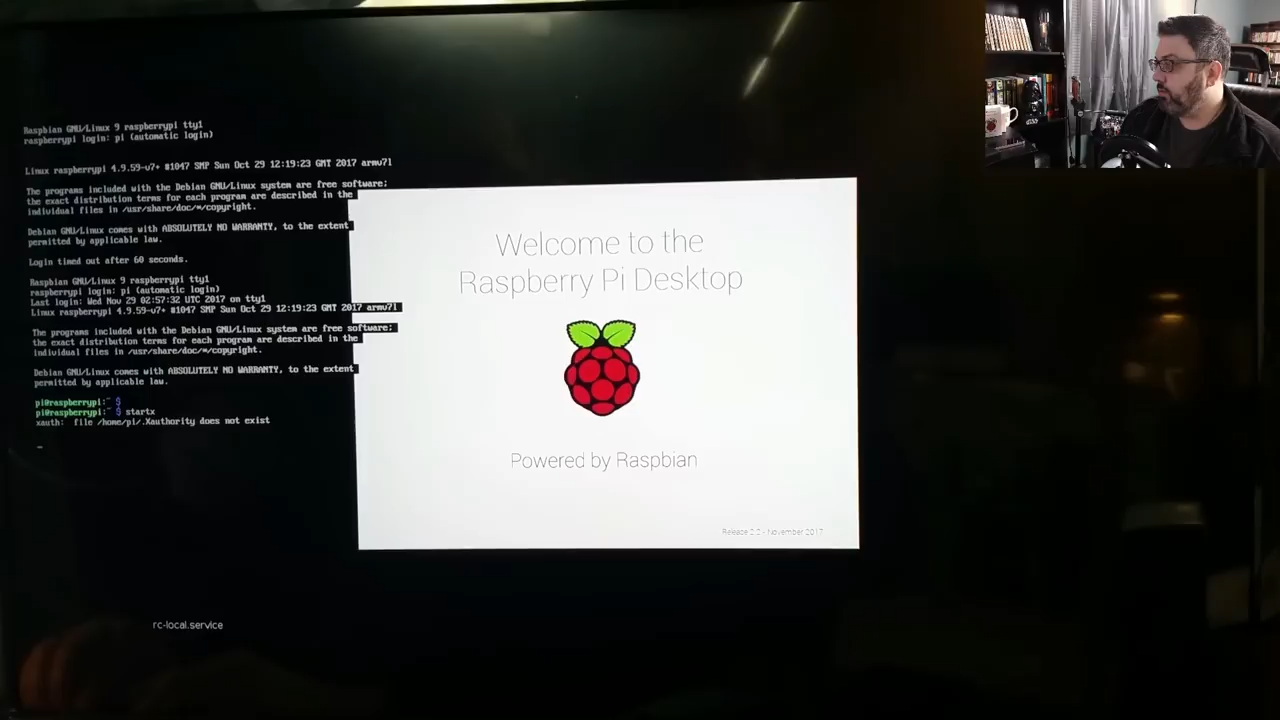 Raspbian GNU/Linux 9 raspberrypi tty1
raspberrypi login: pi (automatic login)
Linux raspberrypi 4.9.59-v7+ #1047 SMP Sun Oct 29 12:19:23 GMT 2017 armv7l
The programs included with the Debian GNU/Linux system are free software;
the exact distribution terms for each program are described in the
individual files in /usr/share/doc/*/copyright.
Debian GNU/Linux comes with ABSOLUTELY NO WARRANTY, to the extent
permitted by applicable law.
Login timed out after 60 seconds.
Raspbian GNU/Linux 9 raspberrypi tty1
raspberrypi login: pi (automatic login)
Last login: Wed Nov 29 02:57:32 UTC 2017 on tty1
Linux raspberrypi 4.9.59-v7+ #1047 SMP Sun Oct 29 12:19:23 GMT 2017 armv7l
The programs included with the Debian GNU/Linux system are free software;
the exact distribution terms for each program are described in the
individual files in /usr/share/doc/*/copyright.
Debian GNU/Linux comes with ABSOLUTELY NO WARRANTY, to the extent
permitted by applicable law.
pi@raspberrypi:~ $
pi@raspberrypi:~ $ startx
xauth:  file /home/pi/.Xauthority does not exist
Welcome to the
Raspberry Pi Desktop
Powered by Raspbian
Release 2.2 - November 2017
rc-local.service